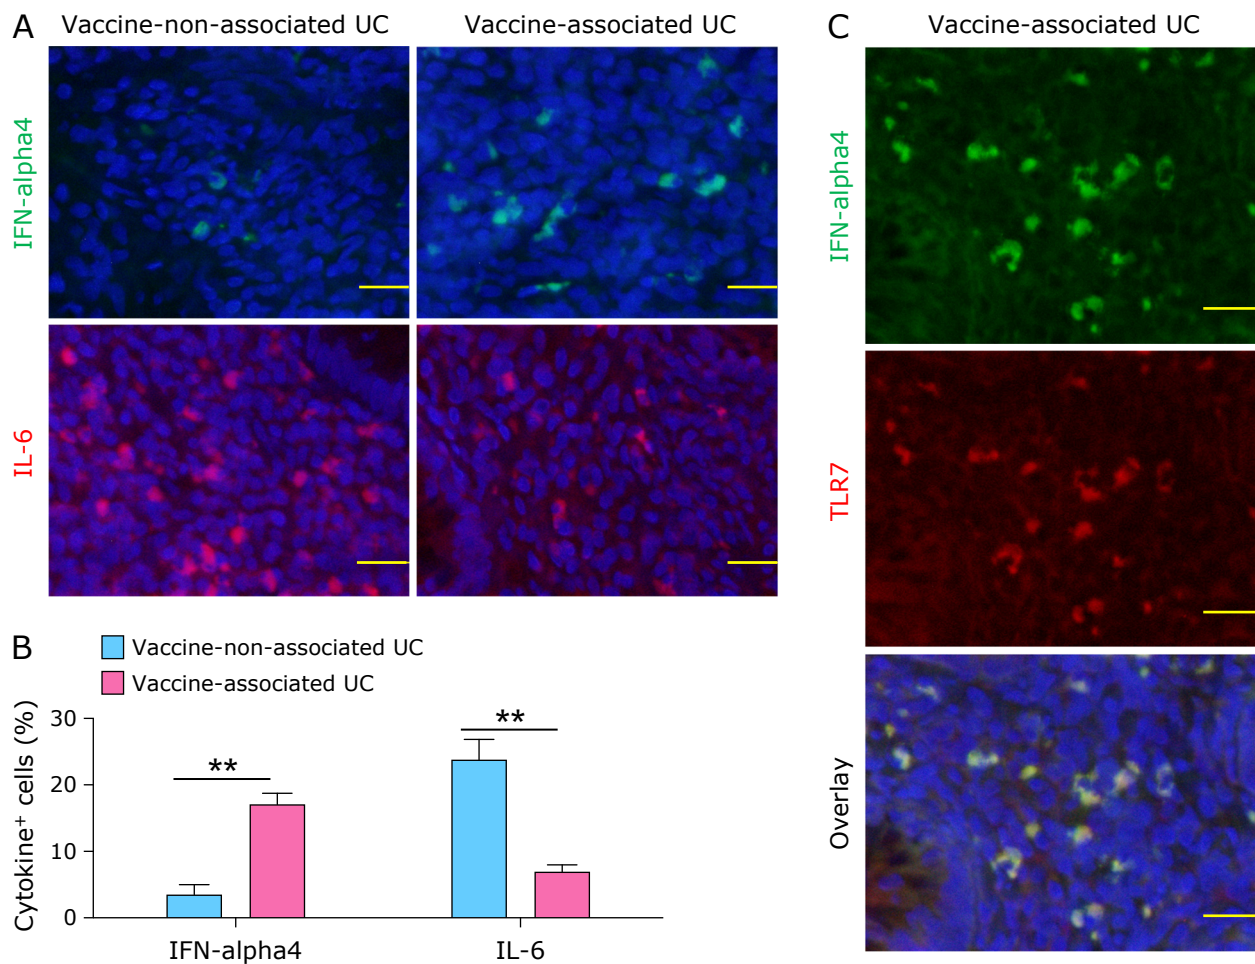 A
Vaccine-non-associated UC
Vaccine-associated UC
IFN-alpha4
IL-6
B
Vaccine-non-associated UC
Vaccine-associated UC
Cytokine⁺ cells (%)
30
20
10
0
**
**
IFN-alpha4
IL-6
C
Vaccine-associated UC
IFN-alpha4
TLR7
Overlay